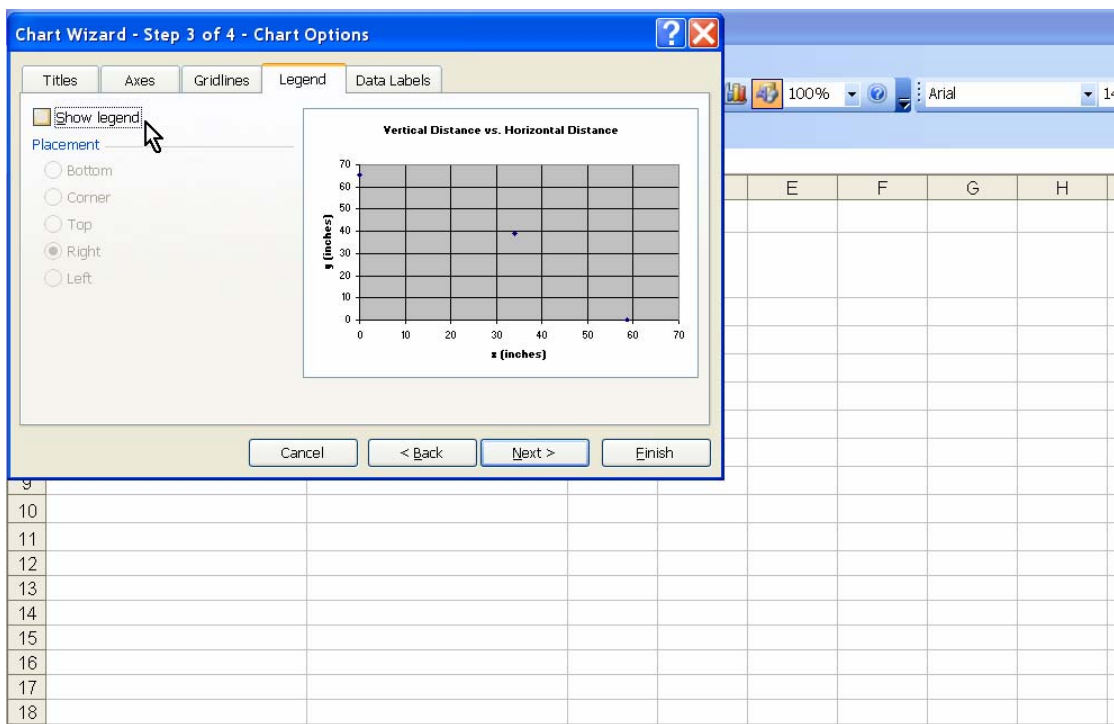 Chart Wizard - Step 3 of 4 - Chart Options
?
Titles Axes Gridlines Legend Data Labels
100% ? Arial 14
Show legend
Placement
Bottom
Corner
Top
Right
Left
Vertical Distance vs. Horizontal Distance
y (inches)
70
60
50
40
30
20
10
0
0 10 20 30 40 50 60 70
x (inches)
Cancel < Back Next > Finish
E F G H
9
10
11
12
13
14
15
16
17
18